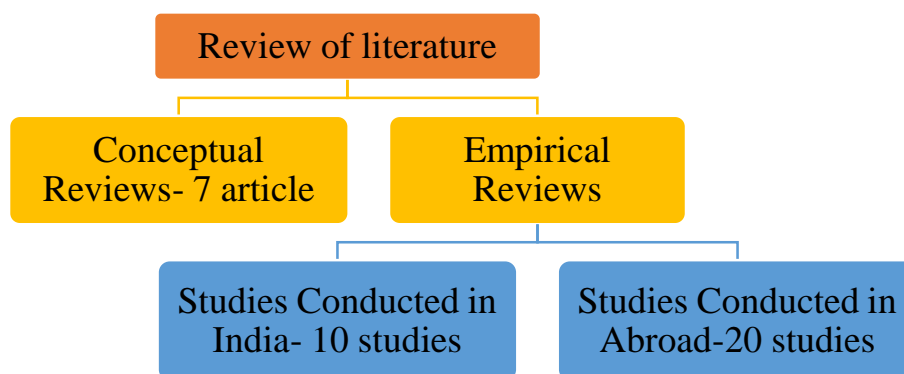 Review of literature
Conceptual
Reviews- 7 article
Empirical
Reviews
Studies Conducted in
India- 10 studies
Studies Conducted in
Abroad-20 studies